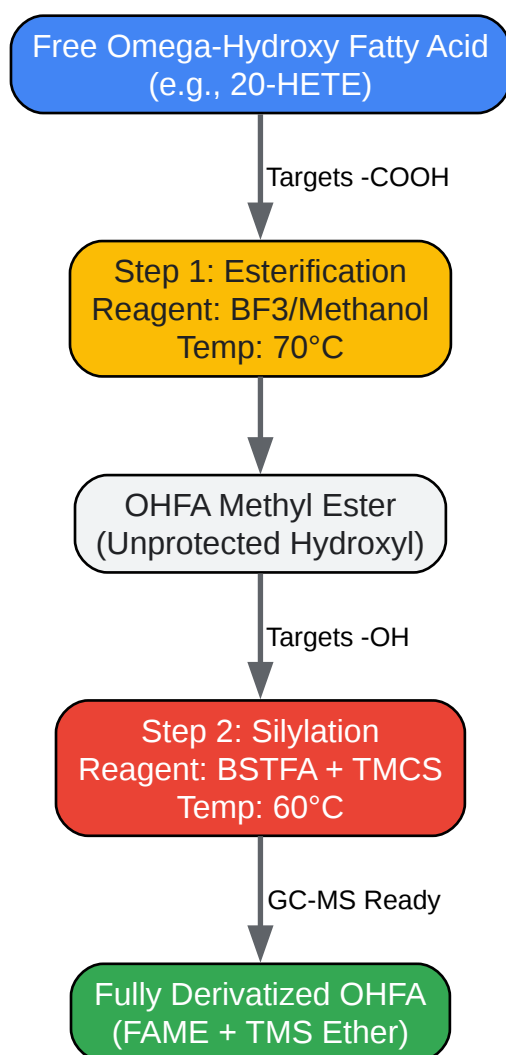 Free Omega-Hydroxy Fatty Acid
(e.g., 20-HETE)
Targets -COOH
Step 1: Esterification
Reagent: BF3/Methanol
Temp: 70°C
OHFA Methyl Ester
(Unprotected Hydroxyl)
Targets -OH
Step 2: Silylation
Reagent: BSTFA + TMCS
Temp: 60°C
GC-MS Ready
Fully Derivatized OHFA
(FAME + TMS Ether)